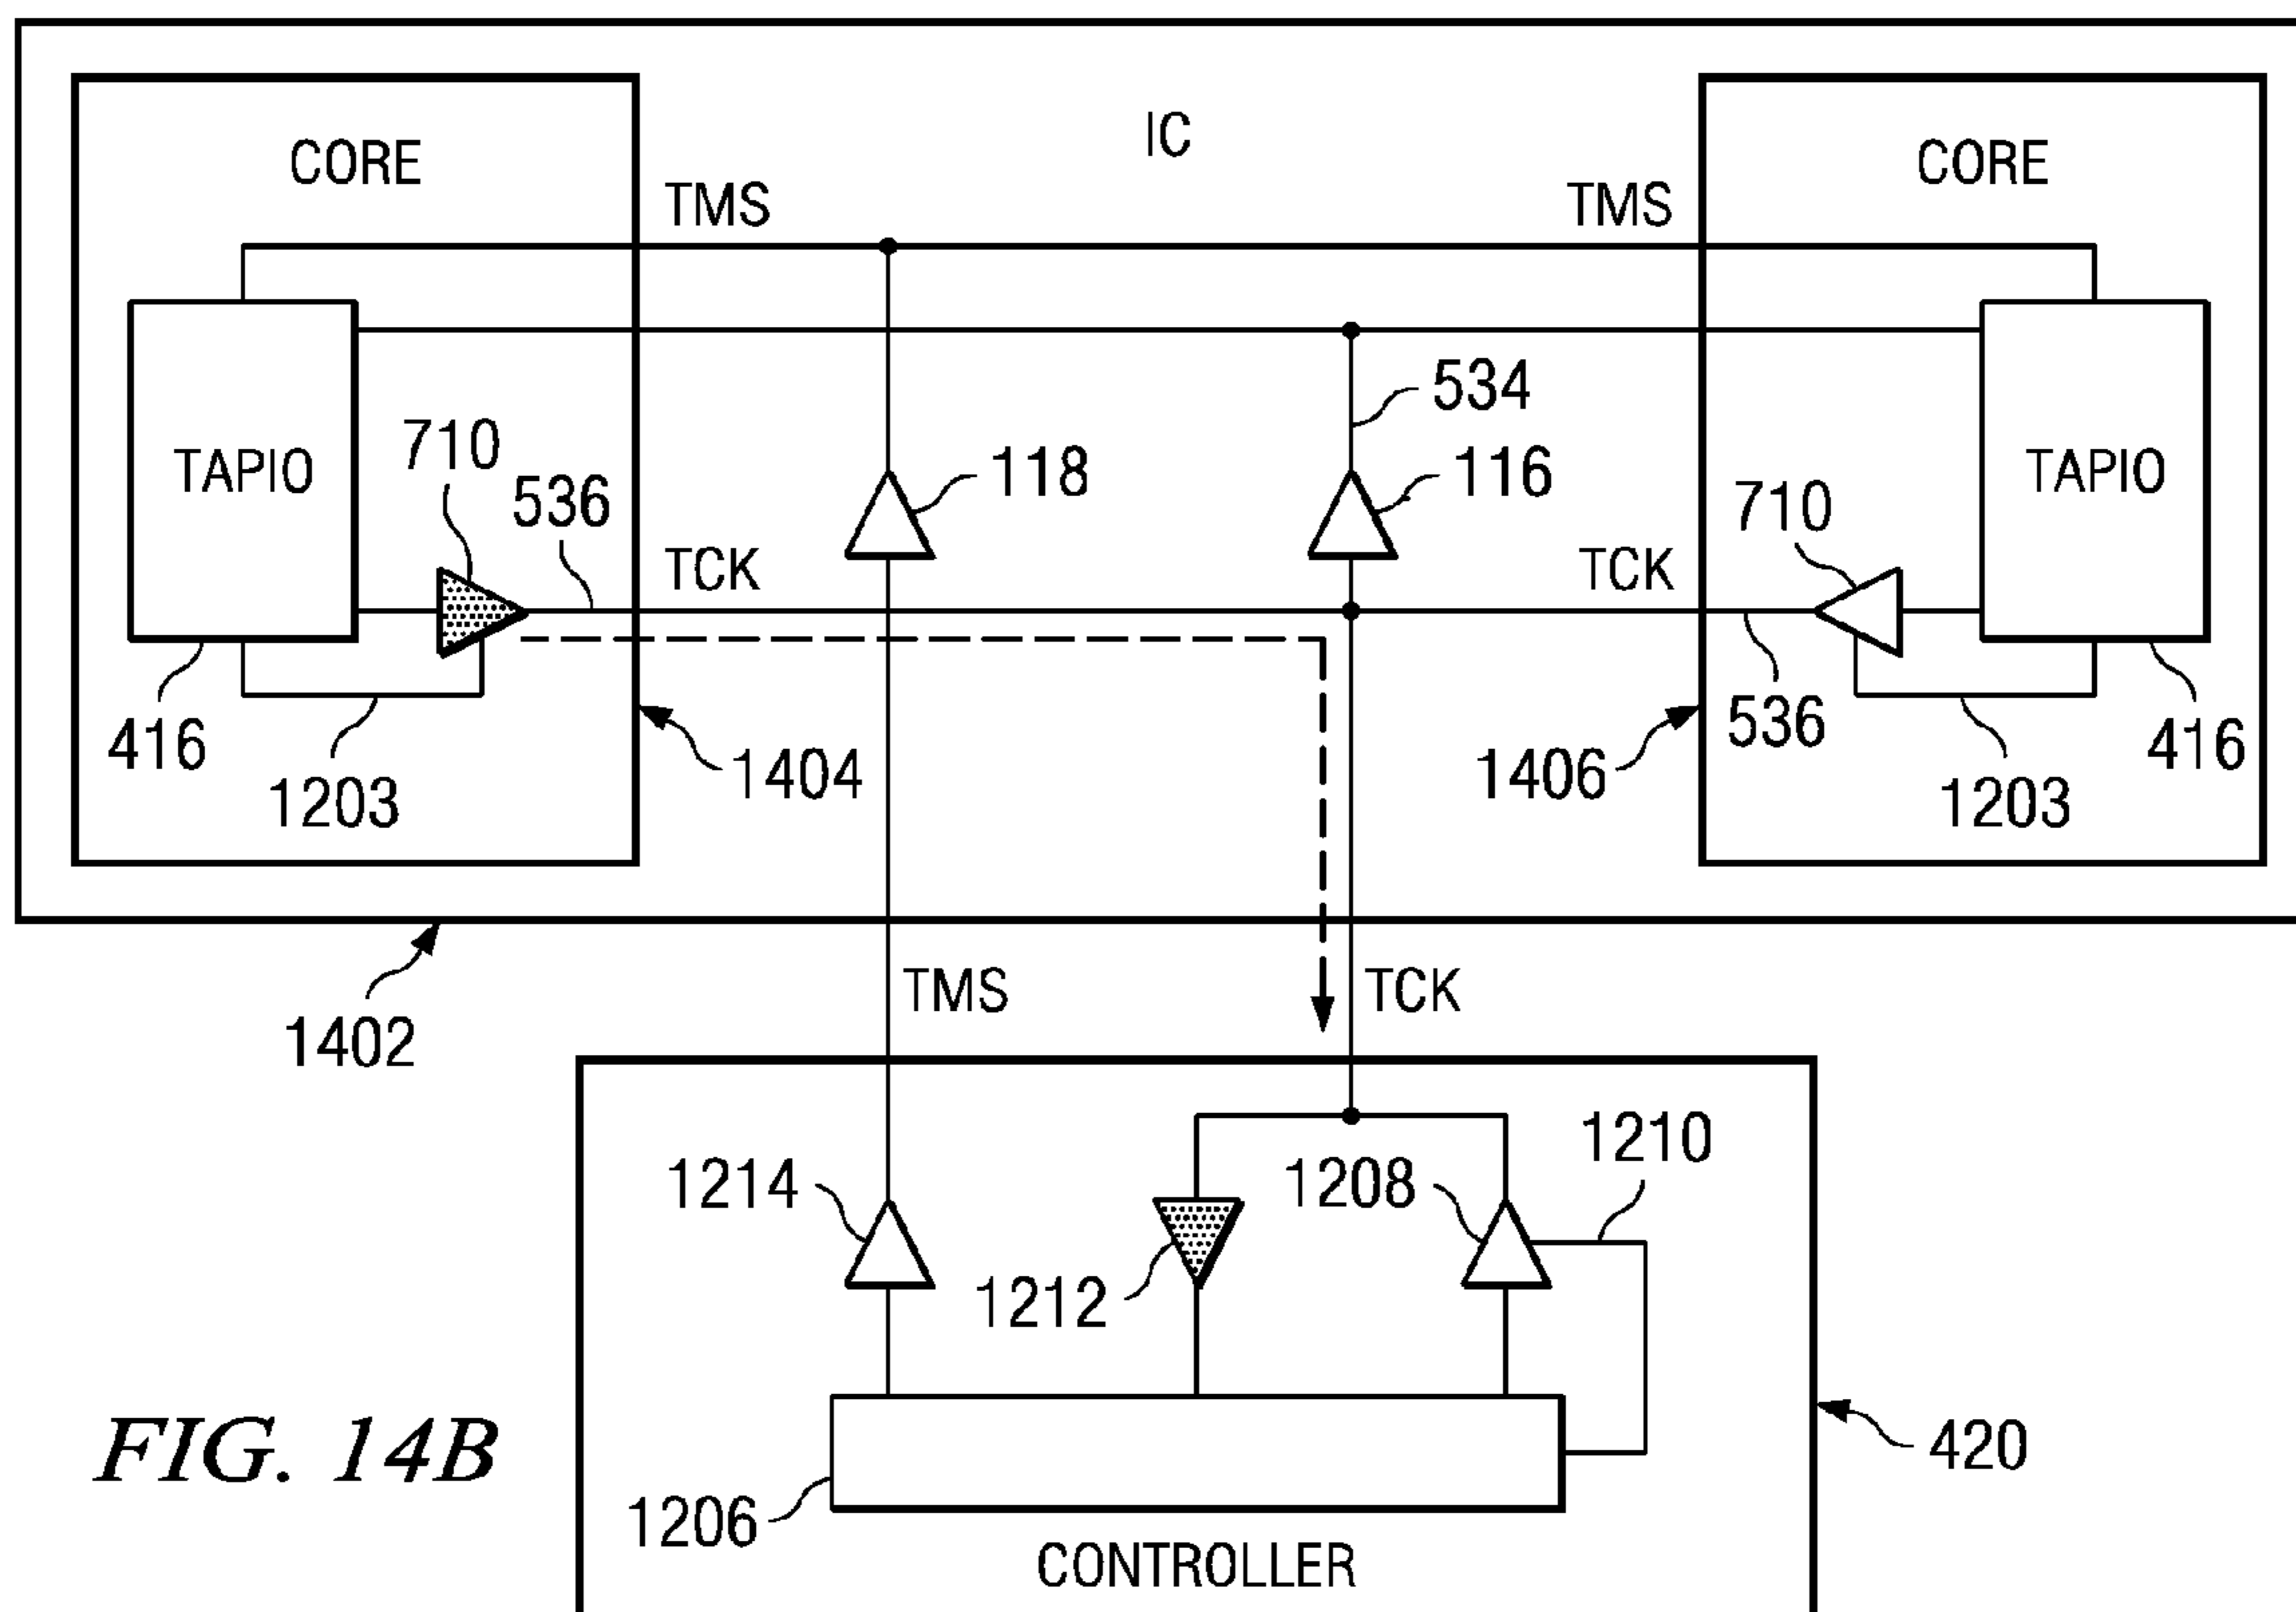 IC
CORE
CORE
TMS
TMS
534
710
118
116
TAPIO
TAPIO
536
710
TCK
TCK
416
1203
1404
1406
536
1203
416
1402
TMS
TCK
1214
1212
1208
1210
1206
420
CONTROLLER
FIG. 14B